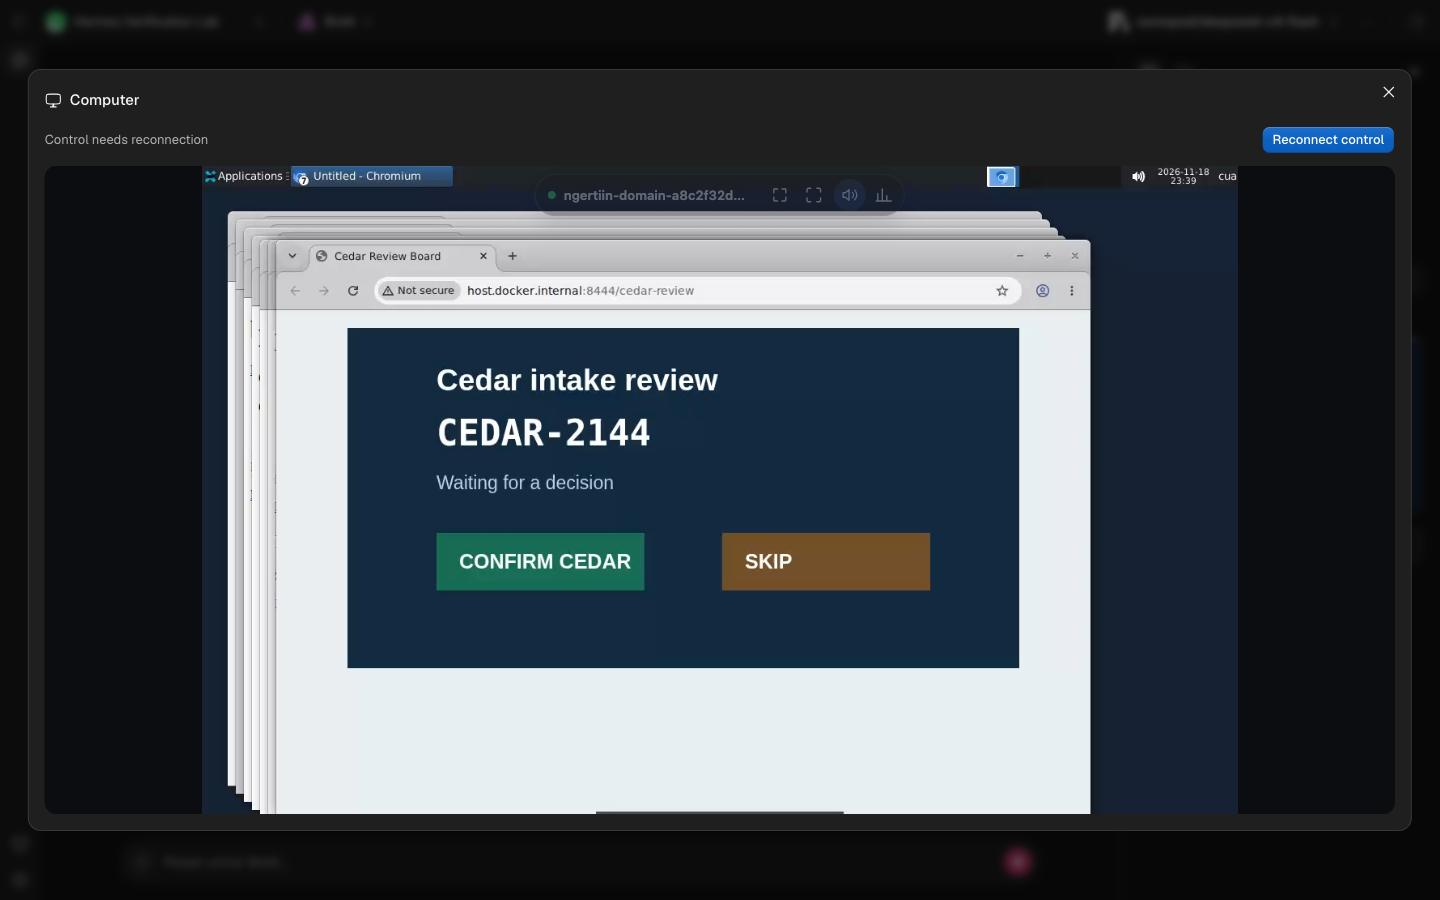 Computer
Control needs reconnection
Reconnect control
Applications
7
Untitled - Chromium
2026-11-18
23:39
cua
ngertiin-domain-a8c2f32d...
Cedar Review Board
Not secure
host.docker.internal:8444/cedar-review
Cedar intake review
CEDAR-2144
Waiting for a decision
CONFIRM CEDAR
SKIP